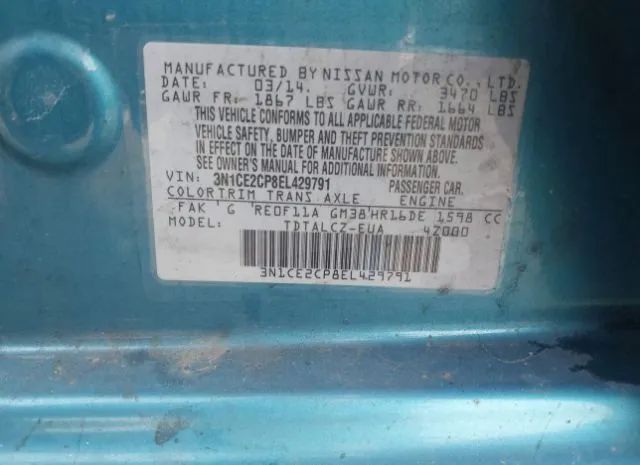 MANUFACTURED BY NISSAN MOTOR CO., LTD.
DATE: 03/14. GVWR: 3470 LBS
GAWR FR: 1867 LBS GAWR RR: 1664 LBS
THIS VEHICLE CONFORMS TO ALL APPLICABLE FEDERAL MOTOR
VEHICLE SAFETY, BUMPER AND THEFT PREVENTION STANDARDS
IN EFFECT ON THE DATE OF MANUFACTURE SHOWN ABOVE.
SEE OWNER'S MANUAL FOR ADDITIONAL INFORMATION.
VIN: 3N1CE2CP8EL429791 PASSENGER CAR.
COLOR TRIM TRANS AXLE ENGINE
FAK G RE0F11A GM38 HR16DE 1598 CC
MODEL: TDTALCZ-EUA 4Z000
3N1CE2CP8EL429791